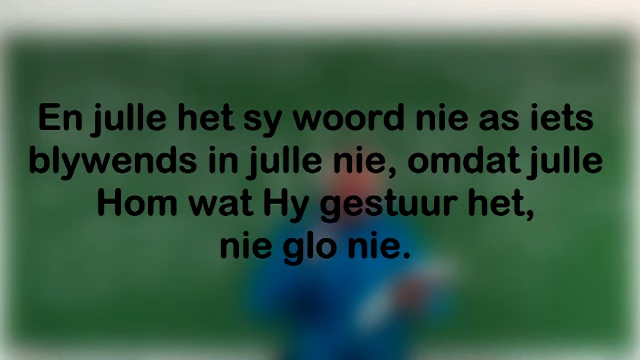 En julle het sy woord nie as iets
blywends in julle nie, omdat julle
Hom wat Hy gestuur het,
nie glo nie.